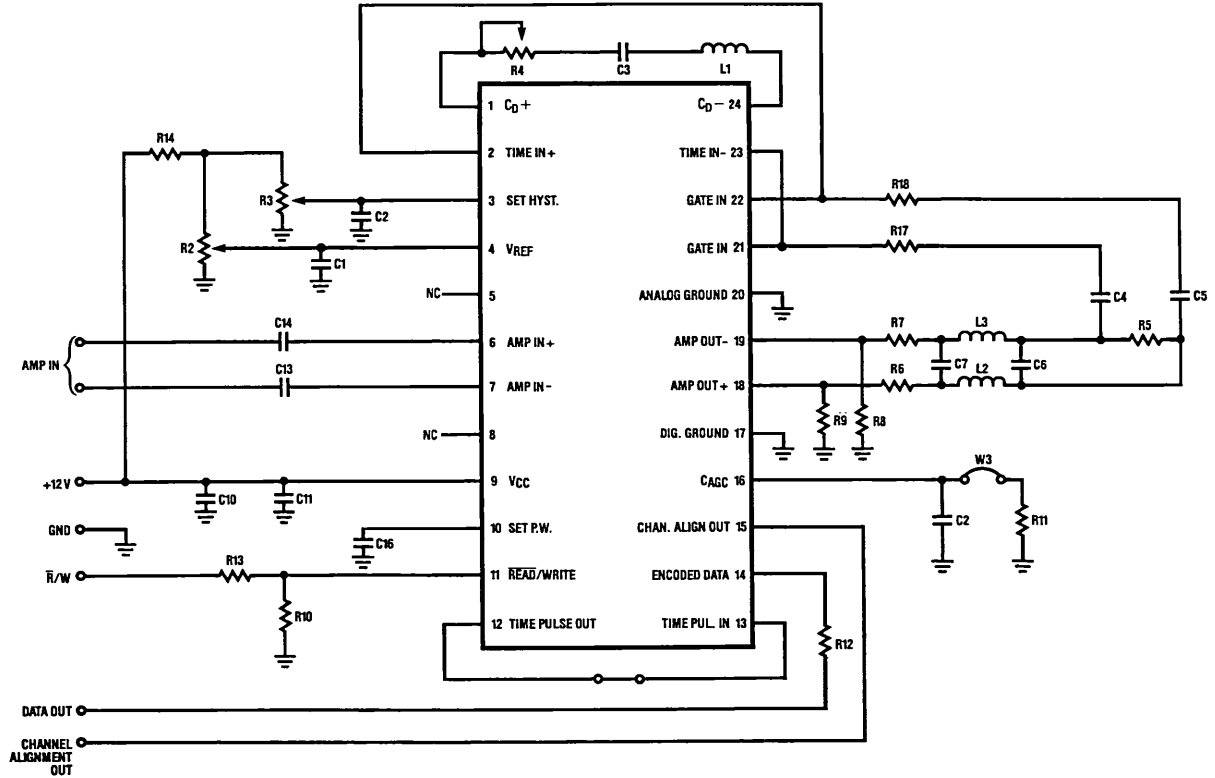 R4
C3
L1
1 CD+
CD− 24
R14
2 TIME IN+
TIME IN− 23
R18
R3
3 SET HYST.
GATE IN 22
C2
R17
R2
4 VREF
GATE IN 21
C1
NC
5
ANALOG GROUND 20
C4
C5
C14
R7
L3
R5
AMP IN
6 AMP IN+
AMP OUT− 19
C13
R6
C7
L2
C6
7 AMP IN−
AMP OUT+ 18
R9
R8
NC
8
DIG. GROUND 17
W3
+12V
9 VCC
CAGC 16
C10
C11
C2
R11
GND
10 SET P.W.
CHAN. ALIGN OUT 15
C16
R13
R/W
11 READ/WRITE
ENCODED DATA 14
R10
12 TIME PULSE OUT
TIME PUL. IN 13
R12
DATA OUT
CHANNEL
ALIGNMENT
OUT